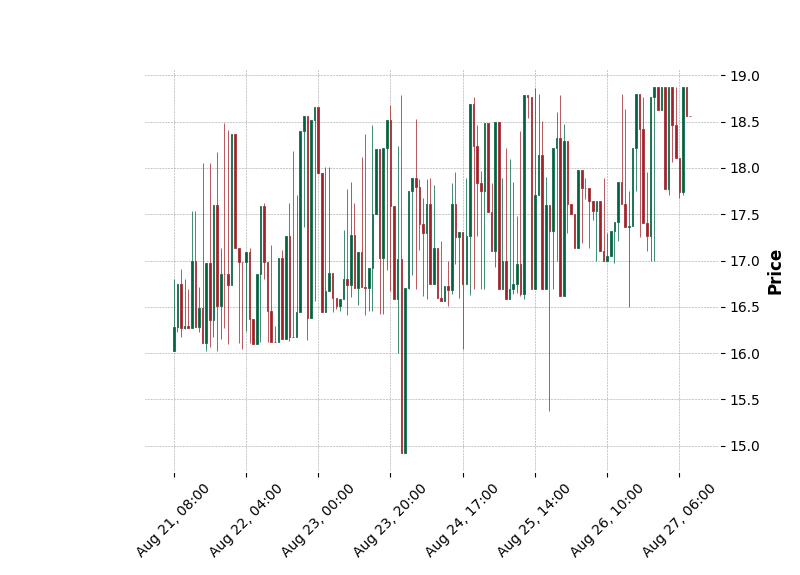 19.0
18.5
18.0
17.5
17.0
16.5
16.0
15.5
15.0
Price
Aug 21, 08:00
Aug 22, 04:00
Aug 23, 00:00
Aug 23, 20:00
Aug 24, 17:00
Aug 25, 14:00
Aug 26, 10:00
Aug 27, 06:00